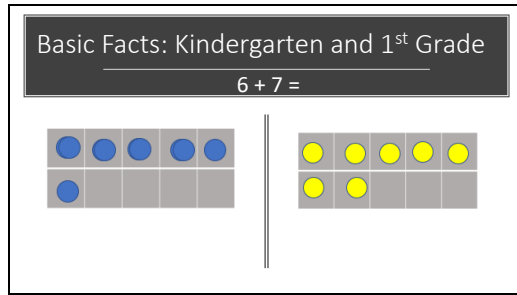 Basic Facts: Kindergarten and 1st Grade
6 + 7 =